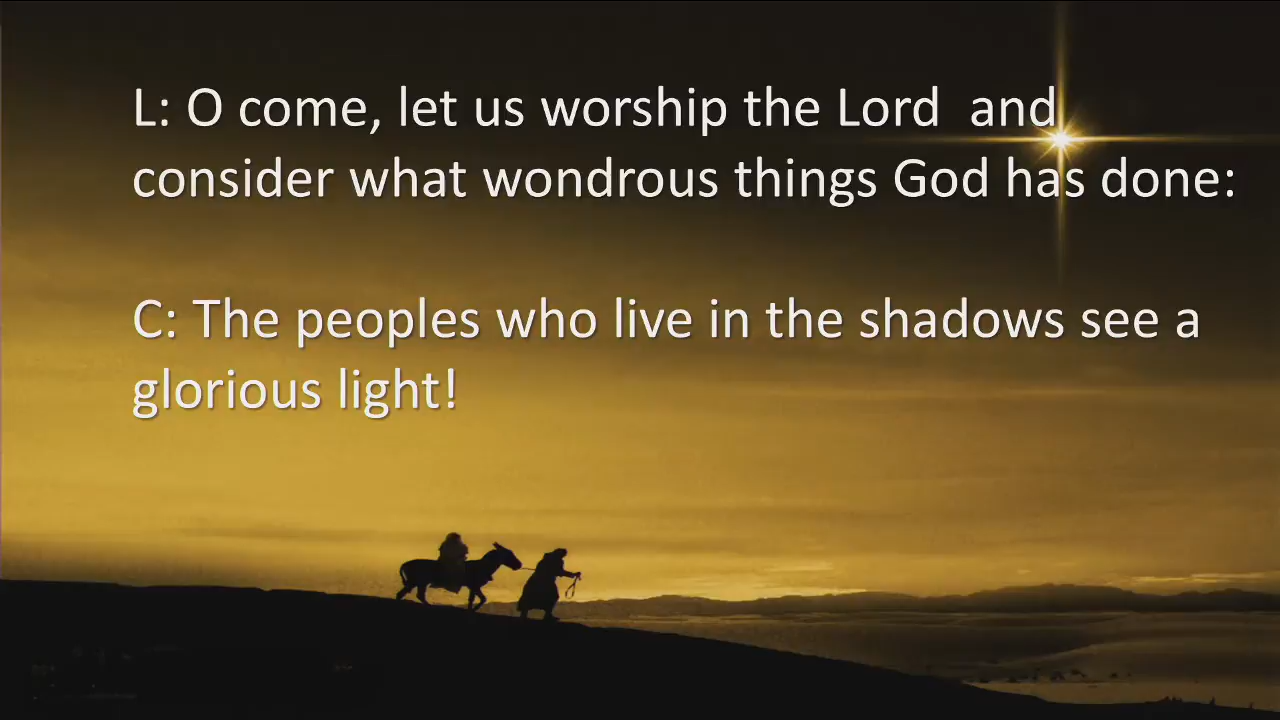 L: O come, let us worship the Lord  and
consider what wondrous things God has done:
C: The peoples who live in the shadows see a
glorious light!